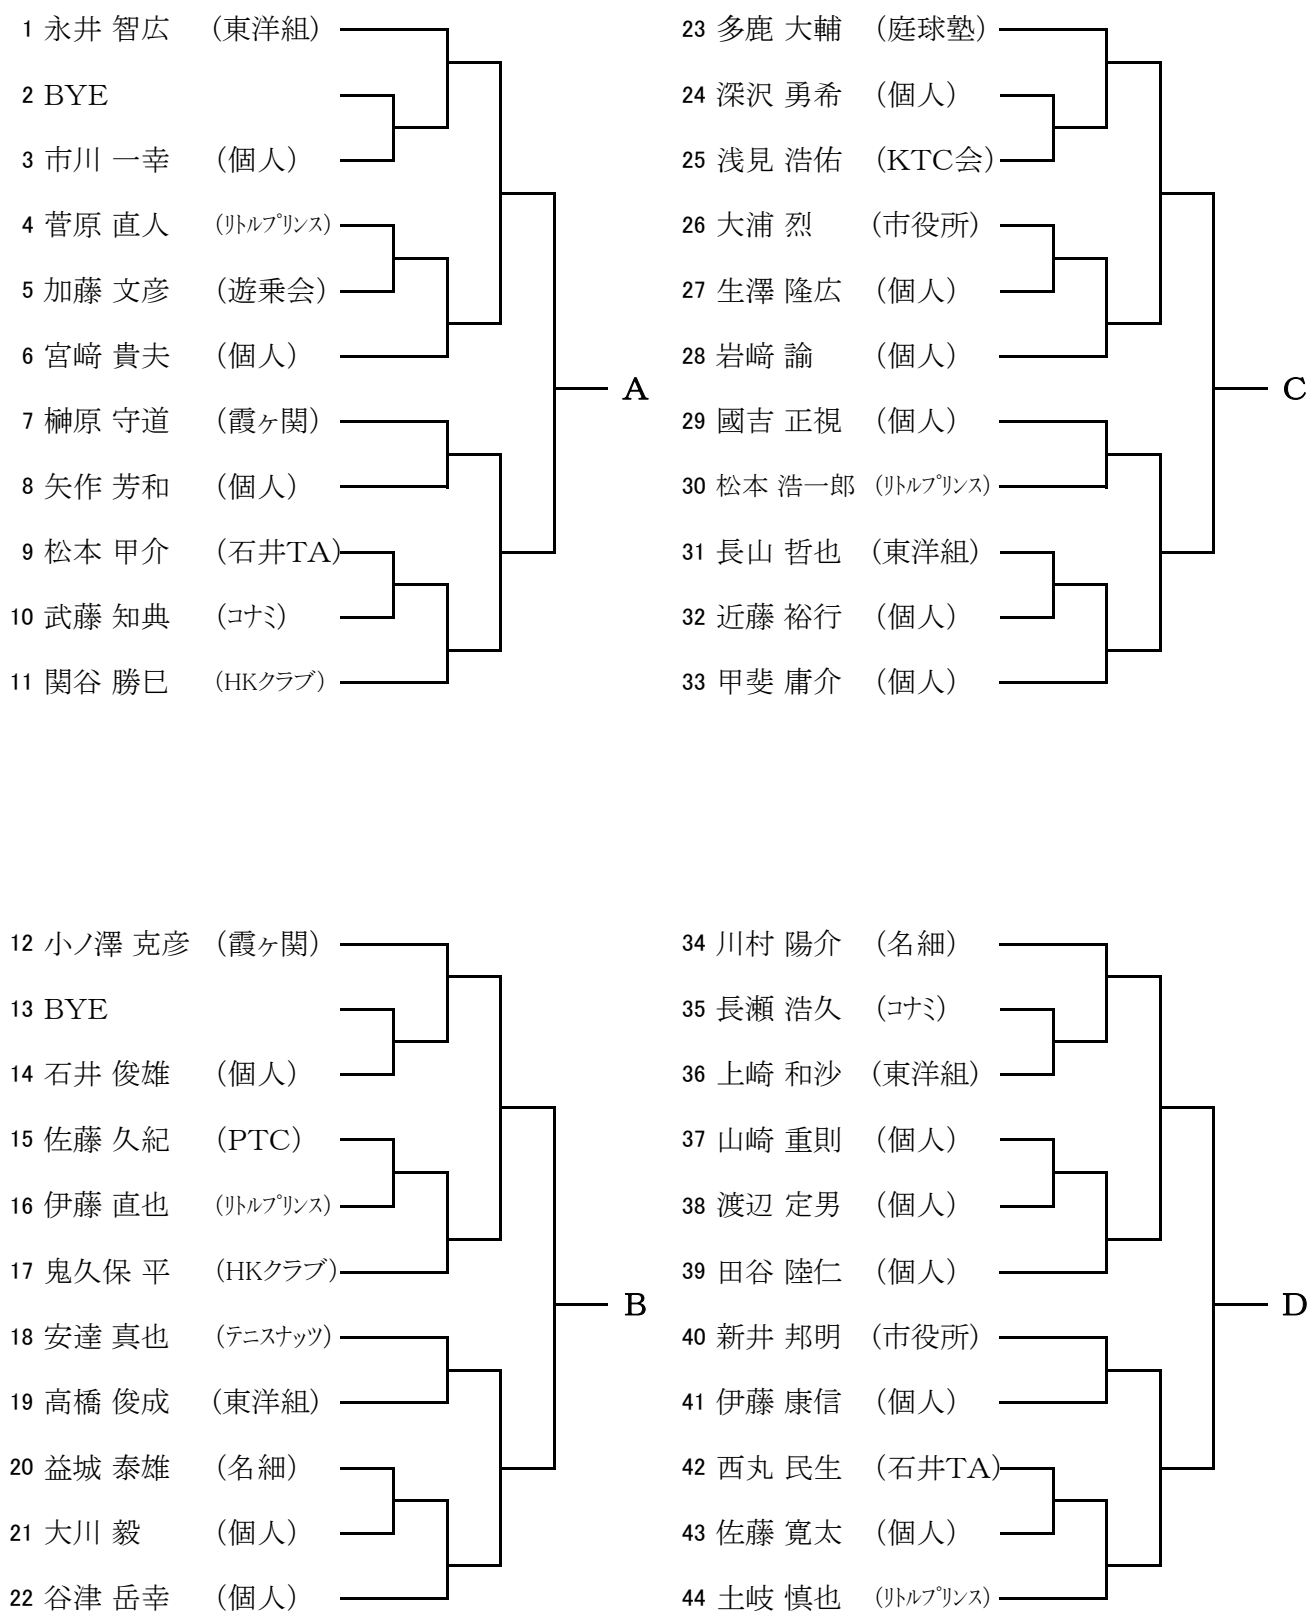 1 永井 智広 (東洋組)
2 BYE
3 市川 一幸 (個人)
4 菅原 直人 (ﾘﾄﾙﾌﾟﾘﾝｽ)
5 加藤 文彦 (遊乗会)
6 宮﨑 貴夫 (個人)
A
7 榊原 守道 (霞ヶ関)
8 矢作 芳和 (個人)
9 松本 甲介 (石井TA)
10 武藤 知典 (ｺﾅﾐ)
11 関谷 勝巳 (HKクラブ)
23 多鹿 大輔 (庭球塾)
24 深沢 勇希 (個人)
25 浅見 浩佑 (KTC会)
26 大浦 烈 (市役所)
27 生澤 隆広 (個人)
28 岩﨑 諭 (個人)
C
29 國吉 正視 (個人)
30 松本 浩一郎 (ﾘﾄﾙﾌﾟﾘﾝｽ)
31 長山 哲也 (東洋組)
32 近藤 裕行 (個人)
33 甲斐 庸介 (個人)
12 小ノ澤 克彦 (霞ヶ関)
13 BYE
14 石井 俊雄 (個人)
15 佐藤 久紀 (PTC)
16 伊藤 直也 (ﾘﾄﾙﾌﾟﾘﾝｽ)
17 鬼久保 平 (HKクラブ)
B
18 安達 真也 (ﾃﾆｽﾅｯﾂ)
19 高橋 俊成 (東洋組)
20 益城 泰雄 (名細)
21 大川 毅 (個人)
22 谷津 岳幸 (個人)
34 川村 陽介 (名細)
35 長瀬 浩久 (ｺﾅﾐ)
36 上崎 和沙 (東洋組)
37 山崎 重則 (個人)
38 渡辺 定男 (個人)
39 田谷 陸仁 (個人)
D
40 新井 邦明 (市役所)
41 伊藤 康信 (個人)
42 西丸 民生 (石井TA)
43 佐藤 寛太 (個人)
44 土岐 慎也 (ﾘﾄﾙﾌﾟﾘﾝｽ)